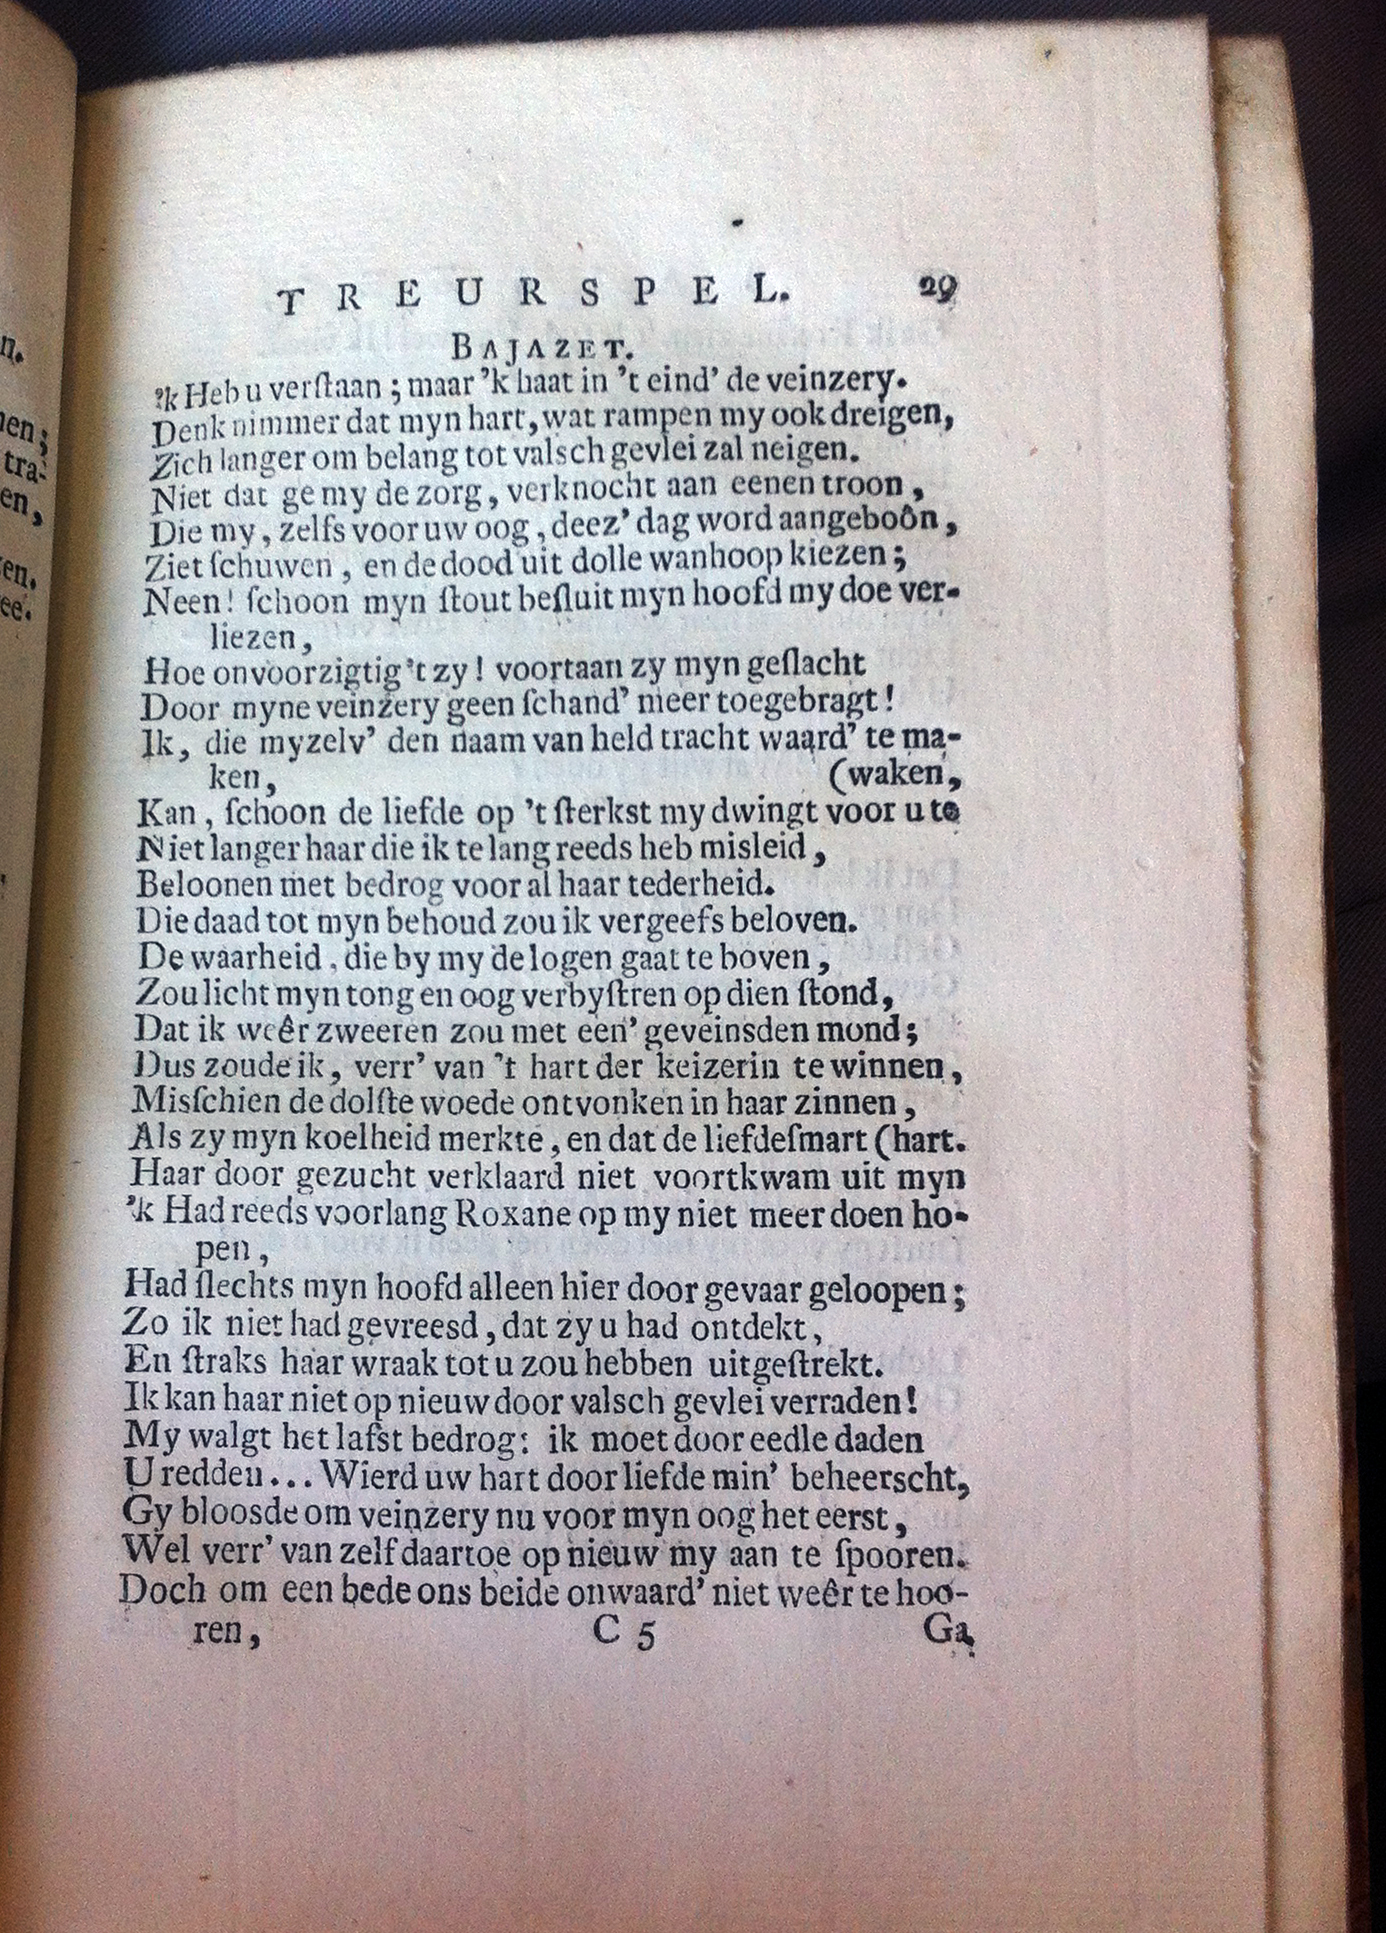 TREURSPEL. 29
BAJAZET.
'k Heb u verſtaan; maar 'k haat in 't eind' de veinzery.
Denk nimmer dat myn hart, wat rampen my ook dreigen,
Zich langer om belang tot valsch gevlei zal neigen.
Niet dat ge my de zorg, verknocht aan eenen troon,
Die my, zelfs voor uw oog, deez' dag word aangeboôn,
Ziet ſchuwen, en de dood uit dolle wanhoop kiezen;
Neen! ſchoon myn ſtout beſluit myn hoofd my doe ver-
liezen,
Hoe onvoorzigtig 't zy! voortaan zy myn geſlacht
Door myne veinzery geen ſchand' meer toegebragt!
Ik, die myzelv' den naam van held tracht waard' te ma-
ken, (waken,
Kan, ſchoon de liefde op 't ſterkst my dwingt voor u te
Niet langer haar die ik te lang reeds heb misleid,
Beloonen met bedrog voor al haar tederheid.
Die daad tot myn behoud zou ik vergeefs beloven.
De waarheid, die by my de logen gaat te boven,
Zou licht myn tong en oog verbyſtren op dien ſtond,
Dat ik weêr zweeren zou met een' geveinsden mond;
Dus zoude ik, verr' van 't hart der keizerin te winnen,
Misſchien de dolſte woede ontvonken in haar zinnen,
Als zy myn koelheid merkte, en dat de liefdeſmart (hart.
Haar door gezucht verklaard niet voortkwam uit myn
'k Had reeds voorlang Roxane op my niet meer doen ho-
pen,
Had ſlechts myn hoofd alleen hier door gevaar geloopen;
Zo ik niet had gevreesd, dat zy u had ontdekt,
En ſtraks haar wraak tot u zou hebben uitgeſtrekt.
Ik kan haar niet op nieuw door valsch gevlei verraden!
My walgt het lafst bedrog: ik moet door eedle daden
U redden... Wierd uw hart door liefde min' beheerscht,
Gy bloosde om veinzery nu voor myn oog het eerst,
Wel verr' van zelf daartoe op nieuw my aan te ſpooren.
Doch om een bede ons beide onwaard' niet weêr te hoo-
ren, C 5 Ga